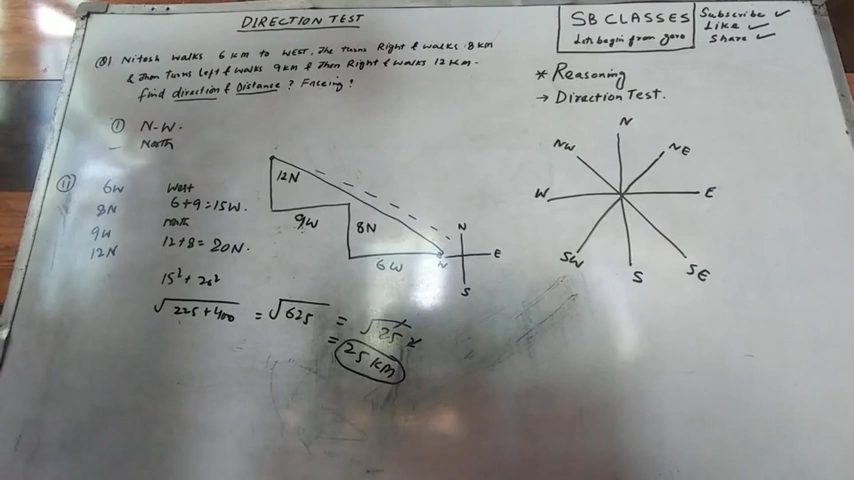 DIRECTION TEST
SB CLASSES
Lets begin from zero
Subscribe ✓
Like ✓
Share ✓
Q1 Nitesh walks 6 km to west, the turns Right & walks 8 km
& then turns left & walks 9 km & then Right & walks 12 km.
find direction & Distance? Faceing?
* Reasoning
→ Direction Test.
① N-W.
- North
N
NW
NE
W
E
SW
SE
S
12N
9W
8N
6W
N
N
E
S
ii
6W
8N
9W
12N
West
6+9=15W.
North
12+8=20N.
15²+20²
√225+400 = √625 = √25²
= 25 KM